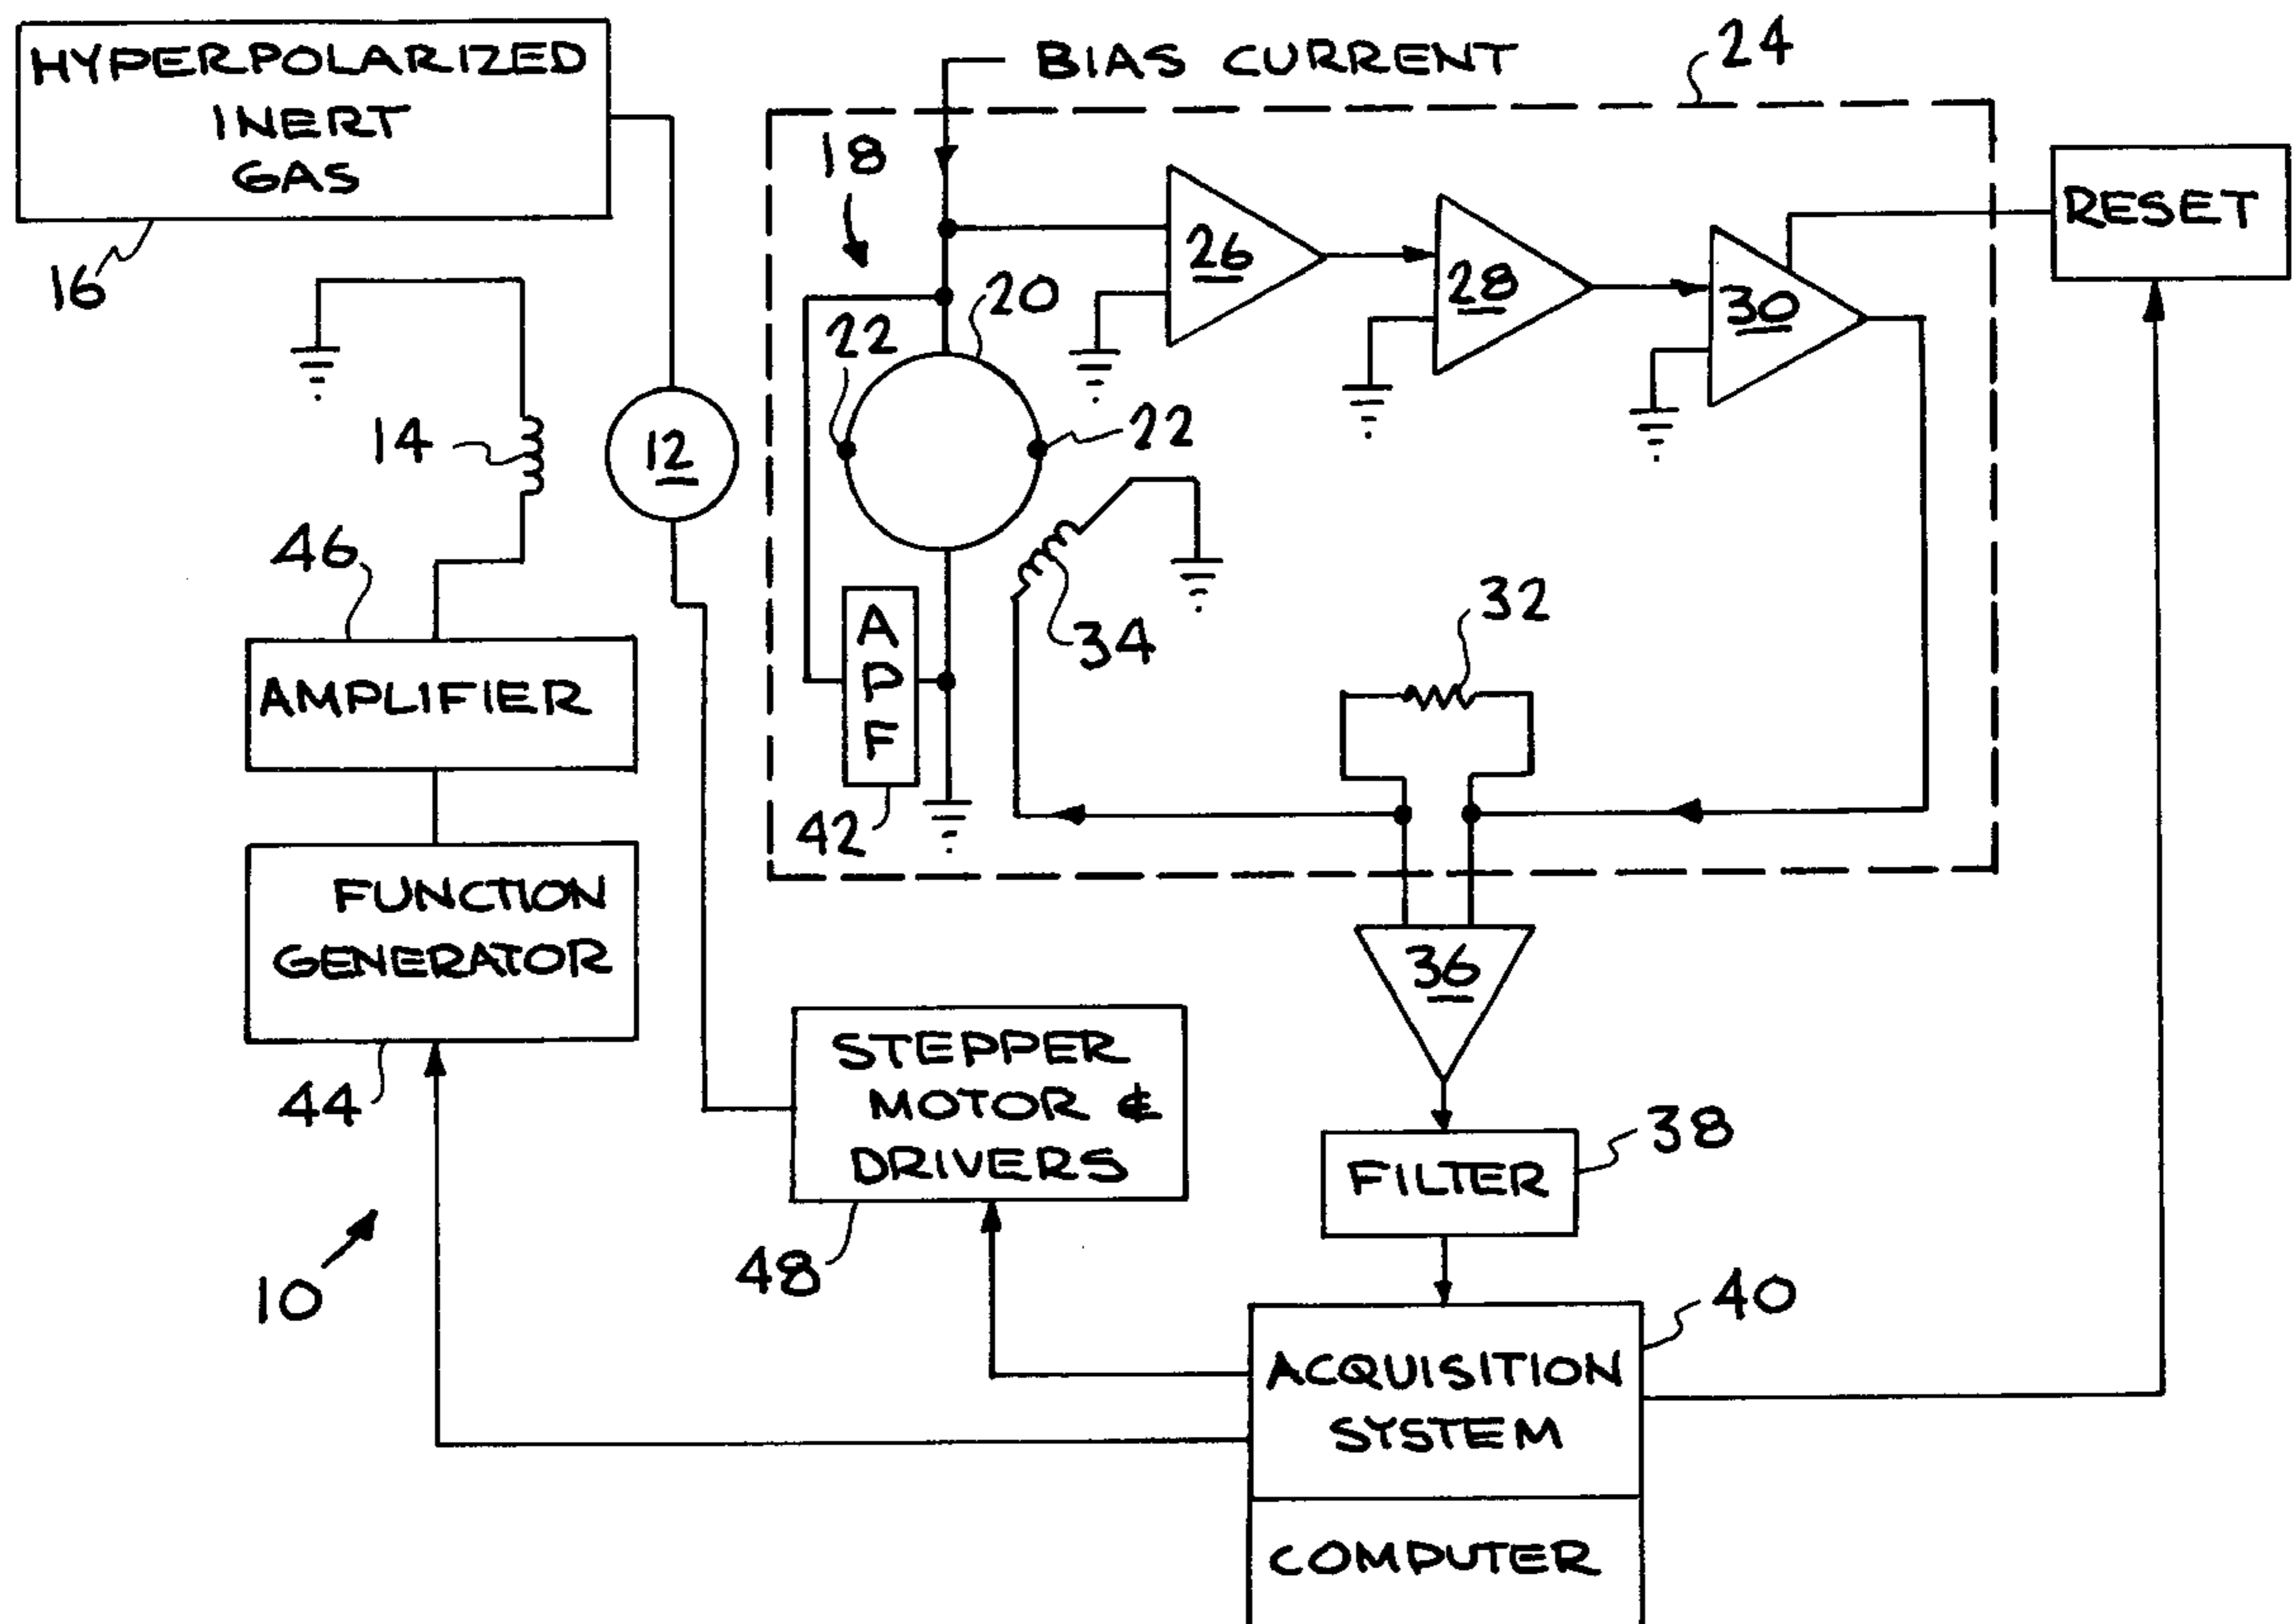 HYPERPOLARIZED
INERT
GAS
16
BIAS CURRENT
24
18
26
28
30
RESET
20
22
22
14
12
46
34
32
AMPLIFIER
A
P
F
42
FUNCTION
GENERATOR
44
36
STEPPER
MOTOR &
DRIVERS
48
FILTER
38
10
40
ACQUISITION
SYSTEM
COMPUTER